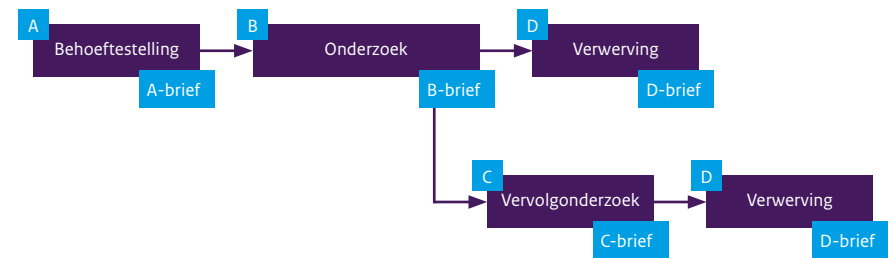 A
Behoeftestelling
A-brief
B
Onderzoek
B-brief
D
Verwerving
D-brief
C
Vervolgonderzoek
C-brief
D
Verwerving
D-brief